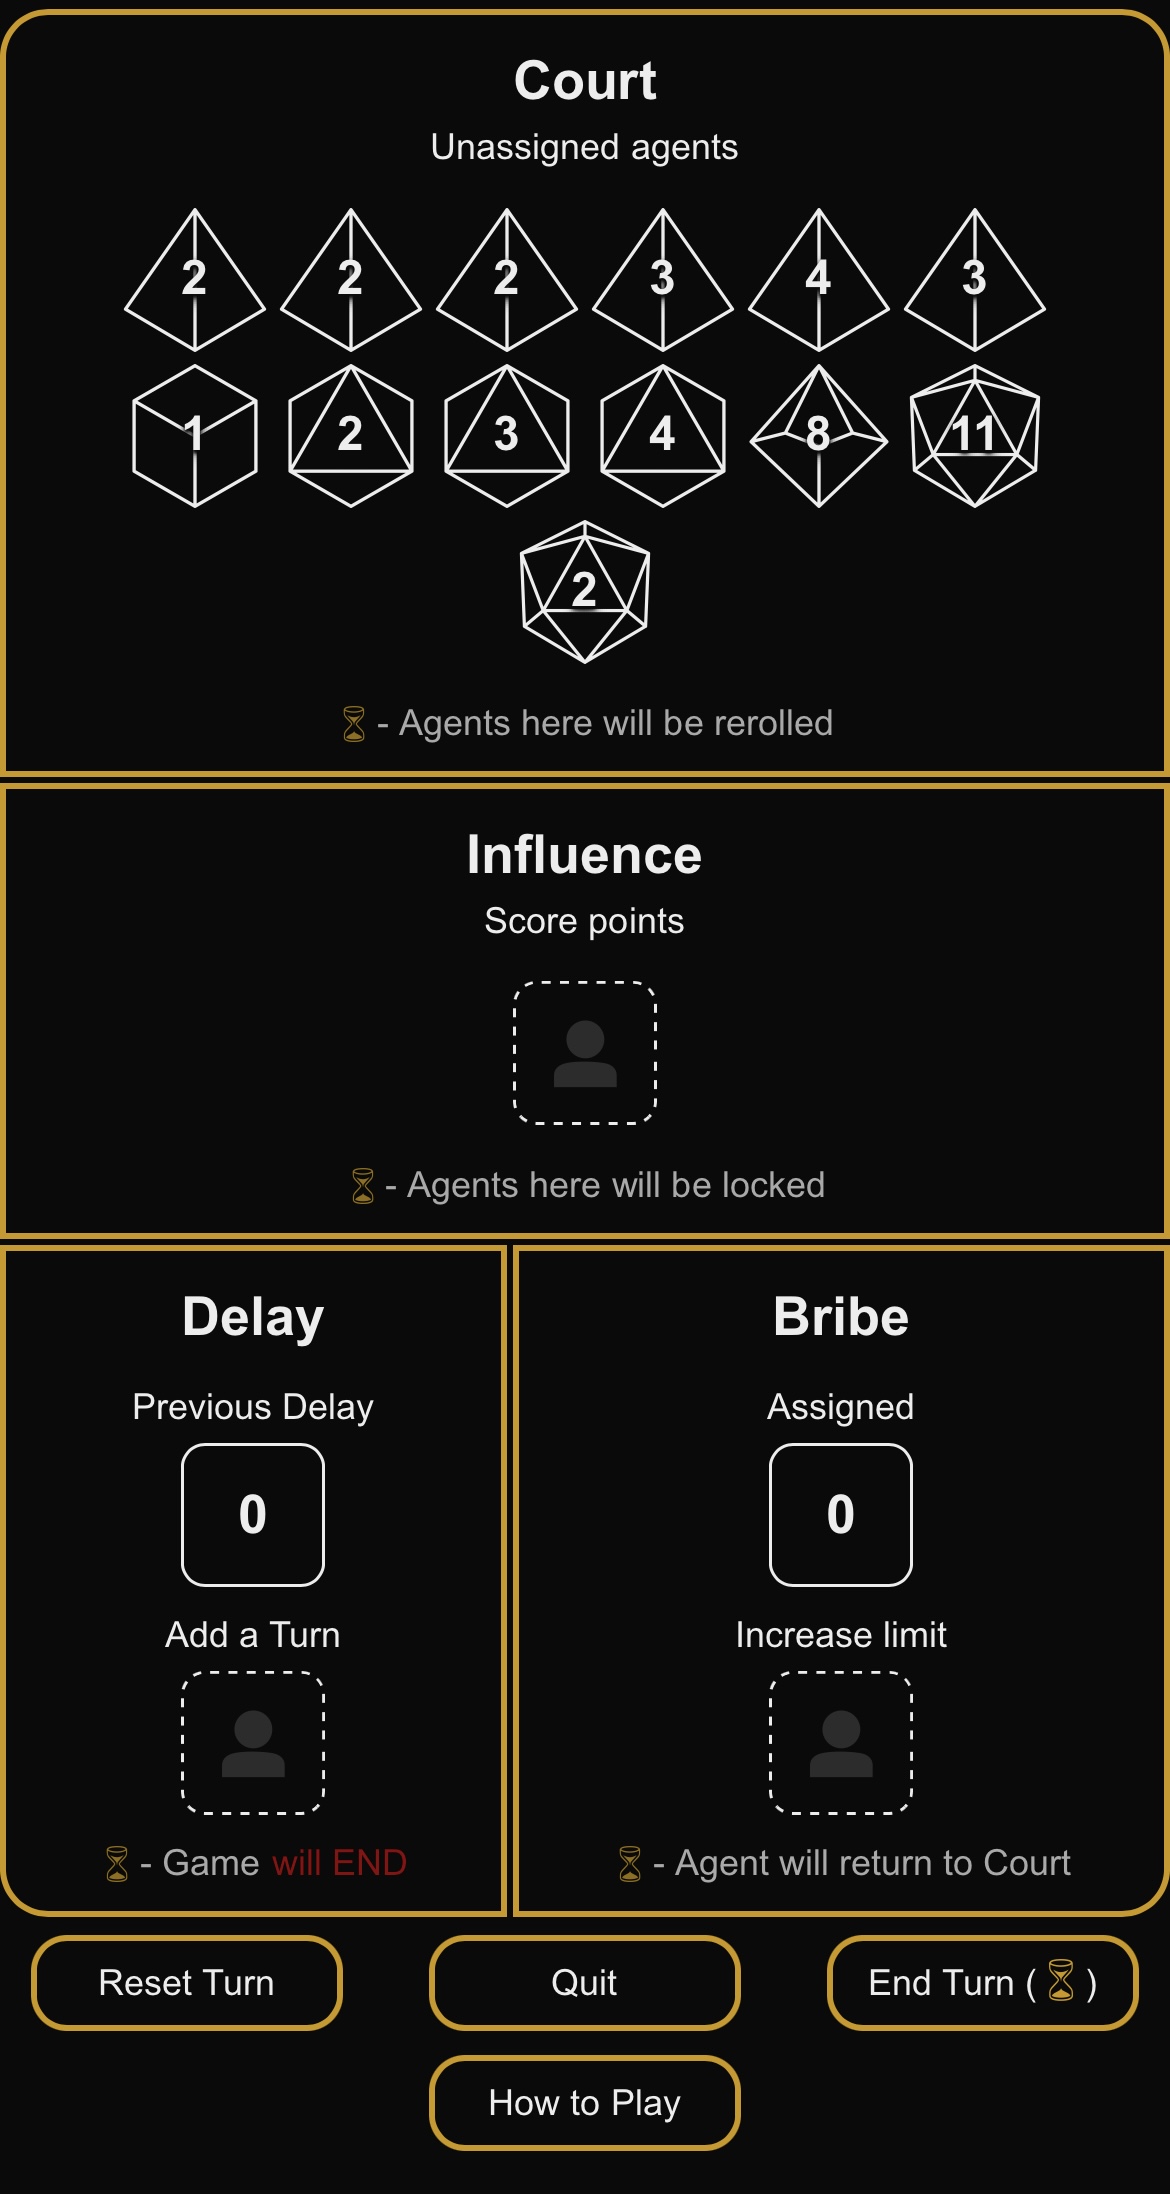 Court
Unassigned agents
2 2 2 3 4 3
1 2 3 4 8 11
2
⏳ - Agents here will be rerolled
Influence
Score points
⏳ - Agents here will be locked
Delay
Previous Delay
0
Add a Turn
⏳ - Game will END
Bribe
Assigned
0
Increase limit
⏳ - Agent will return to Court
Reset Turn
Quit
End Turn (⏳)
How to Play